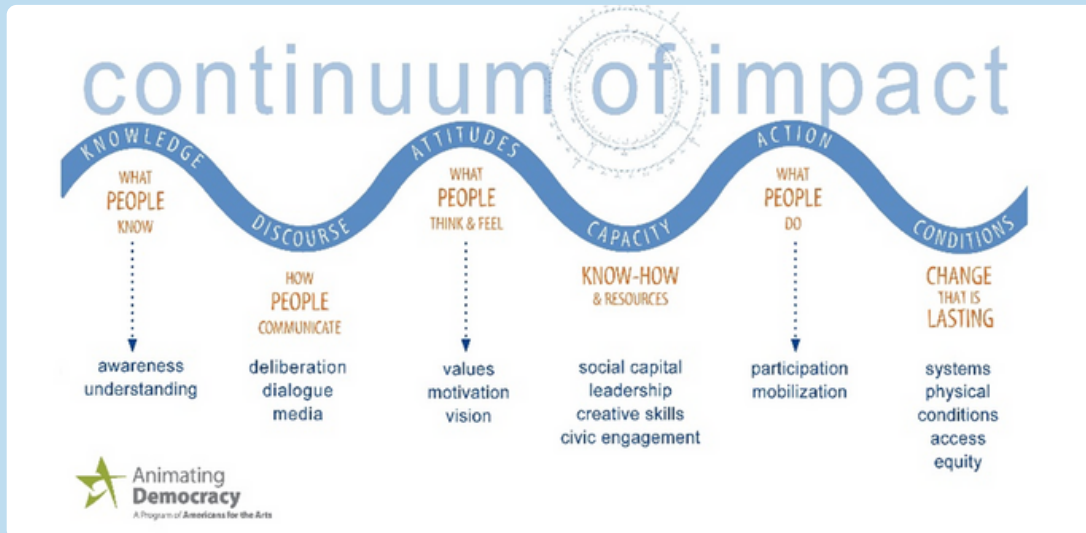 continuum of impact
KNOWLEDGE
WHAT
PEOPLE
KNOW
awareness
understanding
DISCOURSE
HOW
PEOPLE
COMMUNICATE
deliberation
dialogue
media
ATTITUDES
WHAT
PEOPLE
THINK & FEEL
values
motivation
vision
CAPACITY
KNOW-HOW
& RESOURCES
social capital
leadership
creative skills
civic engagement
ACTION
WHAT
PEOPLE
DO
participation
mobilization
CONDITIONS
CHANGE
THAT IS
LASTING
systems
physical
conditions
access
equity
Animating
Democracy
A Program of Americans for the Arts